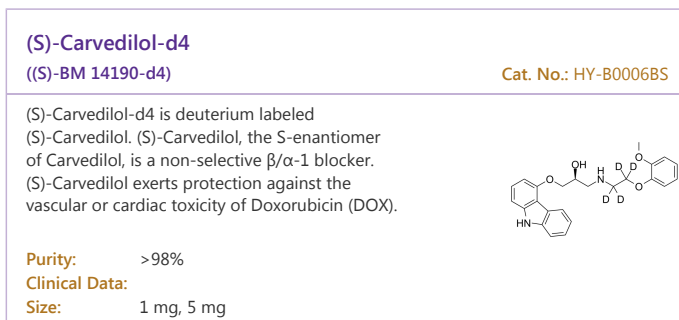 (S)-Carvedilol-d4
((S)-BM 14190-d4)
Cat. No.: HY-B0006BS
(S)-Carvedilol-d4 is deuterium labeled
(S)-Carvedilol. (S)-Carvedilol, the S-enantiomer
of Carvedilol, is a non-selective β/α-1 blocker.
(S)-Carvedilol exerts protection against the
vascular or cardiac toxicity of Doxorubicin (DOX).
O
OH
D D
O
H
N
O
D D
O
HN
Purity: >98%
Clinical Data:
Size: 1 mg, 5 mg